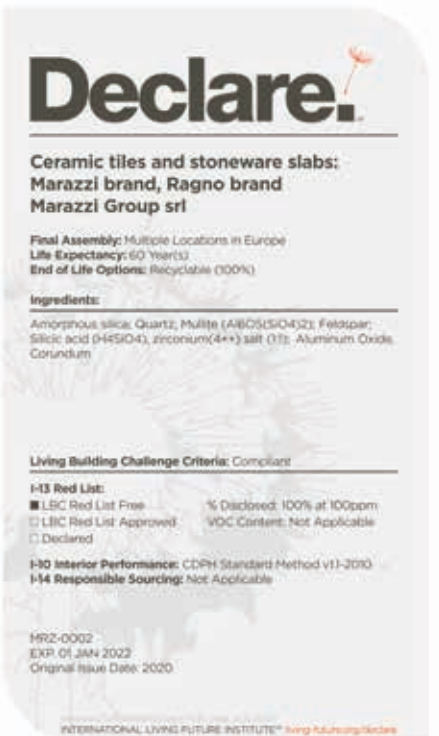 Declare.
Ceramic tiles and stoneware slabs:
Marazzi brand, Ragno brand
Marazzi Group srl
Final Assembly: Multiple Locations in Europe
Life Expectancy: 60 Year(s)
End of Life Options: Recyclable (100%)
Ingredients:
Amorphous silica; Quartz; Mullite (Al6O5(SiO4)2); Feldspar;
Silicic acid (H4SiO4), zirconium(4++) salt (1:1); Aluminum Oxide,
Corundum
Living Building Challenge Criteria: Compliant
I-13 Red List:
■ LBC Red List Free % Disclosed: 100% at 100ppm
□ LBC Red List Approved VOC Content: Not Applicable
□ Declared
I-10 Interior Performance: CDPH Standard Method v1.1-2010
I-14 Responsible Sourcing: Not Applicable
MRZ-0002
EXP. 01 JAN 2022
Original Issue Date: 2020
INTERNATIONAL LIVING FUTURE INSTITUTE™ living-future.org/declare